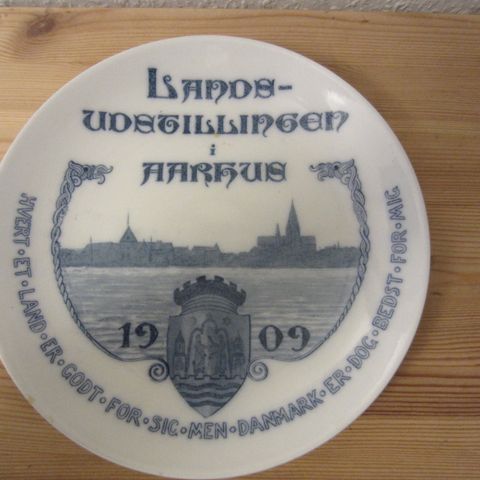 LANDS-
UDSTILLINGEN
i
AARHUS
1909
HVERT·ET·LAND·ER·GODT·FOR·SIG·MEN·DANMARK·ER·DOG·BEDST·FOR·MIG